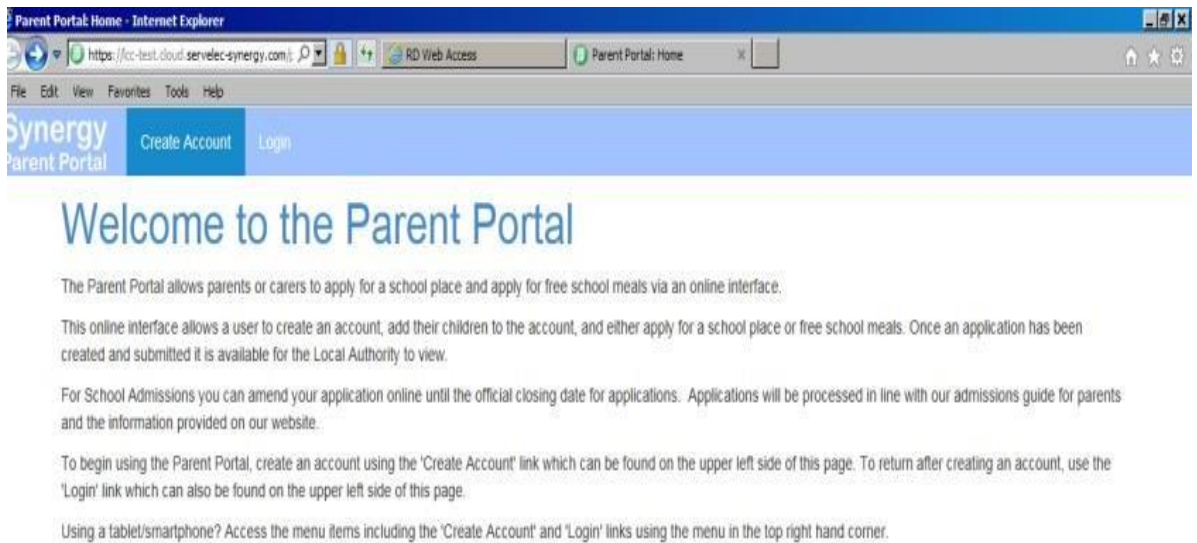 Parent Portal: Home - Internet Explorer
https://lcc-test.cloud.servelec-synergy.com/
RD Web Access
Parent Portal: Home
File Edit View Favorites Tools Help
Synergy
Parent Portal
Create Account
Login
Welcome to the Parent Portal
The Parent Portal allows parents or carers to apply for a school place and apply for free school meals via an online interface.
This online interface allows a user to create an account, add their children to the account, and either apply for a school place or free school meals. Once an application has been
created and submitted it is available for the Local Authority to view.
For School Admissions you can amend your application online until the official closing date for applications. Applications will be processed in line with our admissions guide for parents
and the information provided on our website.
To begin using the Parent Portal, create an account using the 'Create Account' link which can be found on the upper left side of this page. To return after creating an account, use the
'Login' link which can also be found on the upper left side of this page.
Using a tablet/smartphone? Access the menu items including the 'Create Account' and 'Login' links using the menu in the top right hand corner.